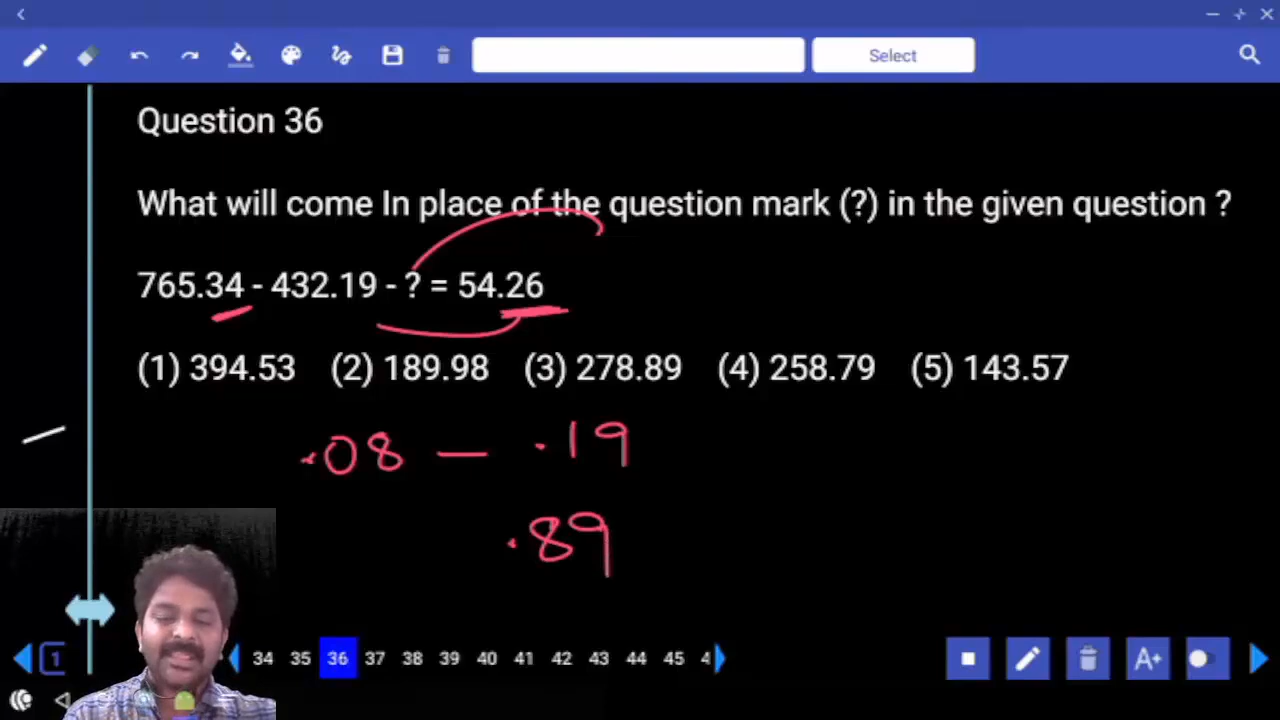 Select
Question 36
What will come In place of the question mark (?) in the given question ?
765.34 - 432.19 - ? = 54.26
(1) 394.53 (2) 189.98 (3) 278.89 (4) 258.79 (5) 143.57
.08 — .19
.89
1 34 35 36 37 38 39 40 41 42 43 44 45 4 A+